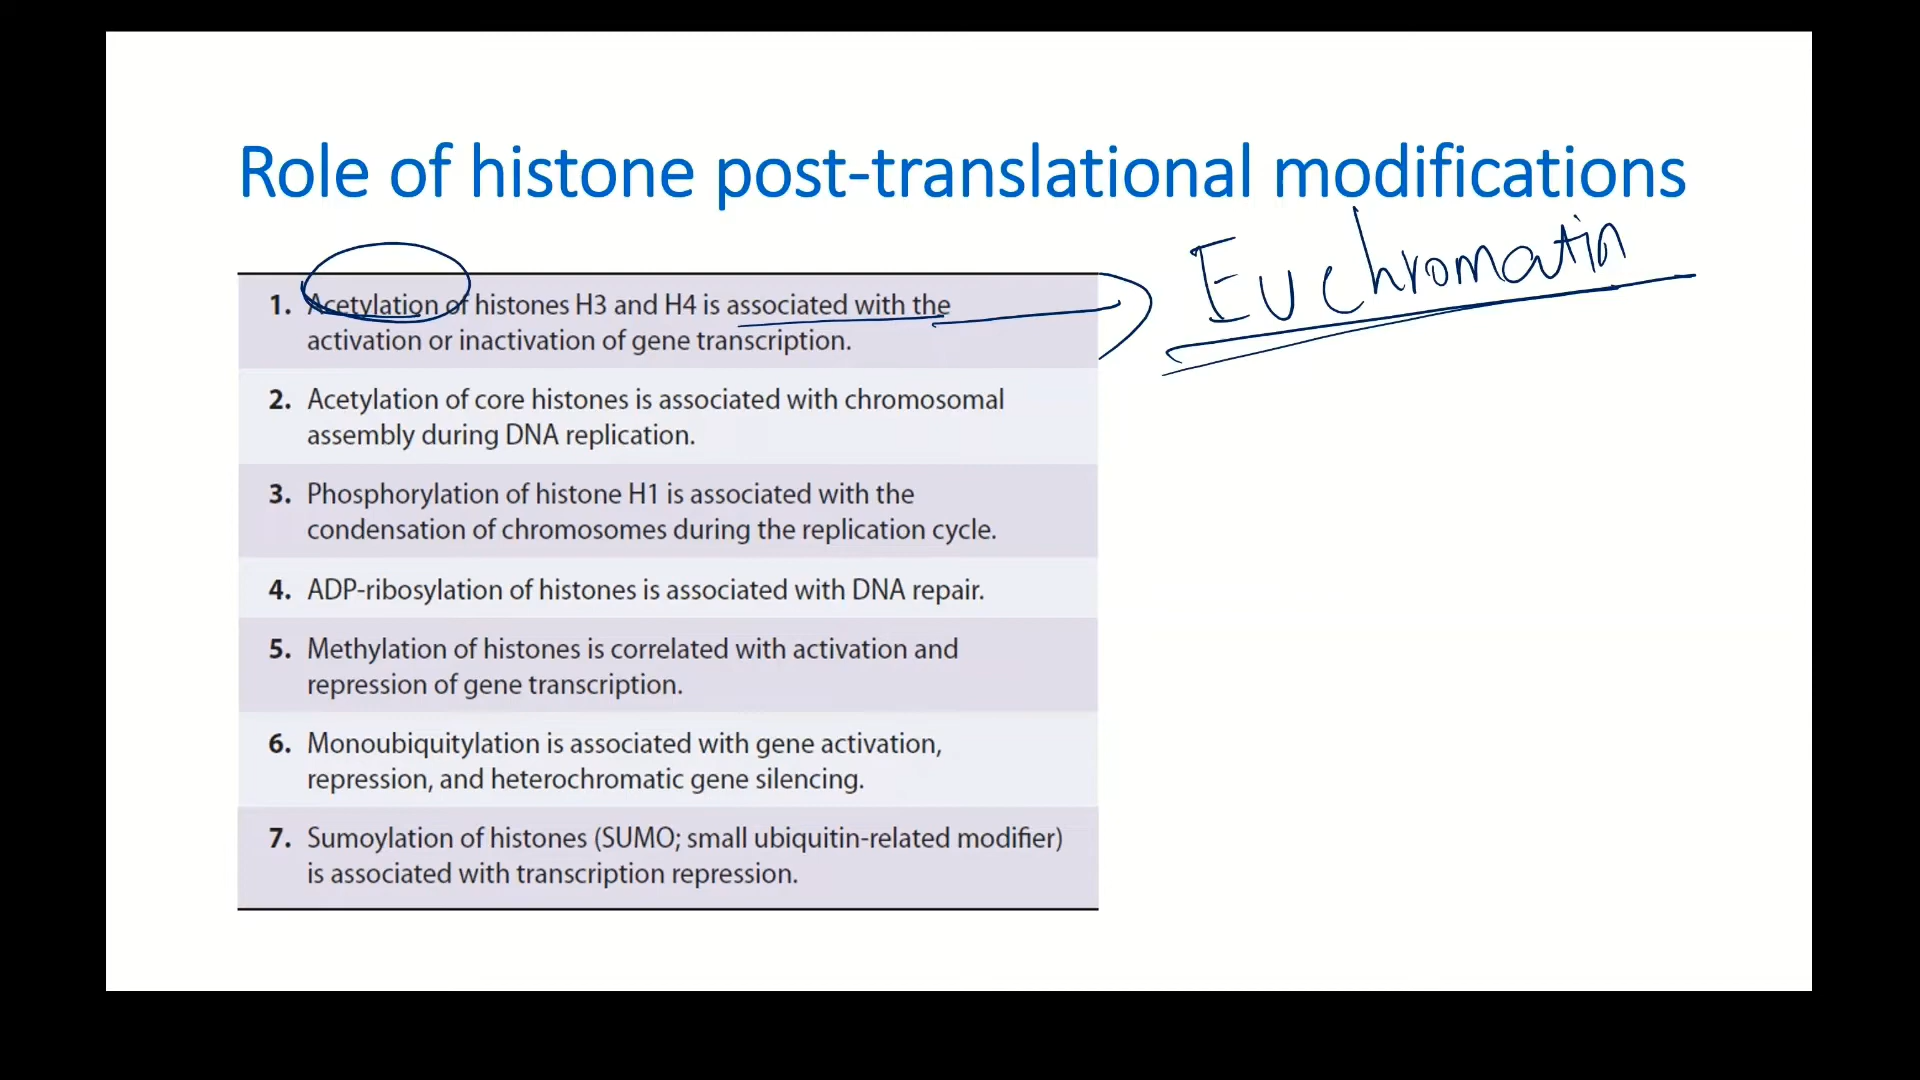 Role of histone post-translational modifications
Euchromatin
1. Acetylation of histones H3 and H4 is associated with the
activation or inactivation of gene transcription.
2. Acetylation of core histones is associated with chromosomal
assembly during DNA replication.
3. Phosphorylation of histone H1 is associated with the
condensation of chromosomes during the replication cycle.
4. ADP-ribosylation of histones is associated with DNA repair.
5. Methylation of histones is correlated with activation and
repression of gene transcription.
6. Monoubiquitylation is associated with gene activation,
repression, and heterochromatic gene silencing.
7. Sumoylation of histones (SUMO; small ubiquitin-related modifier)
is associated with transcription repression.